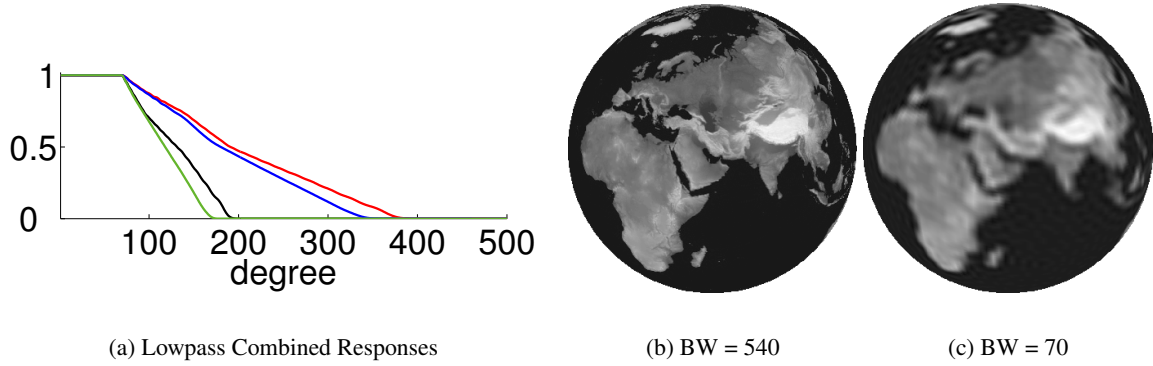 1
0.5
0
100 200 300 400 500
degree
(a) Lowpass Combined Responses
(b) BW = 540
(c) BW = 70